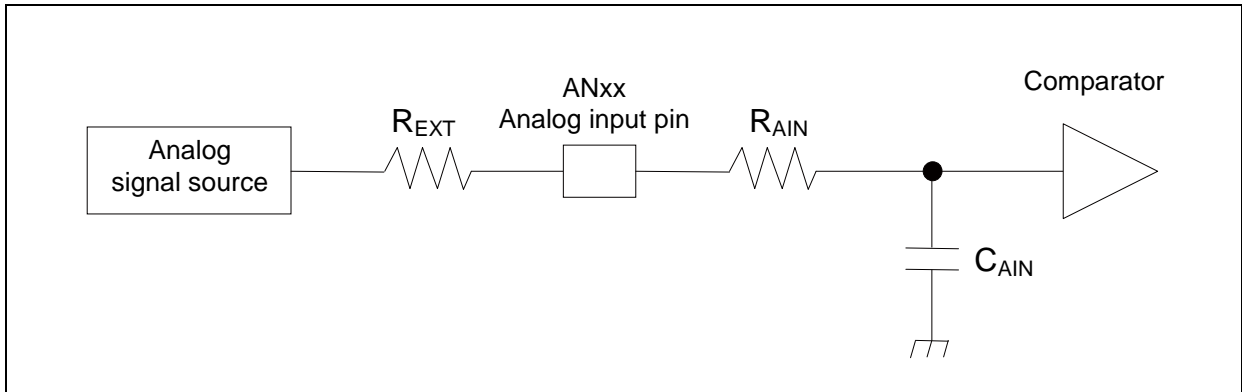 Analog
signal source
REXT
ANxx
Analog input pin
RAIN
Comparator
CAIN